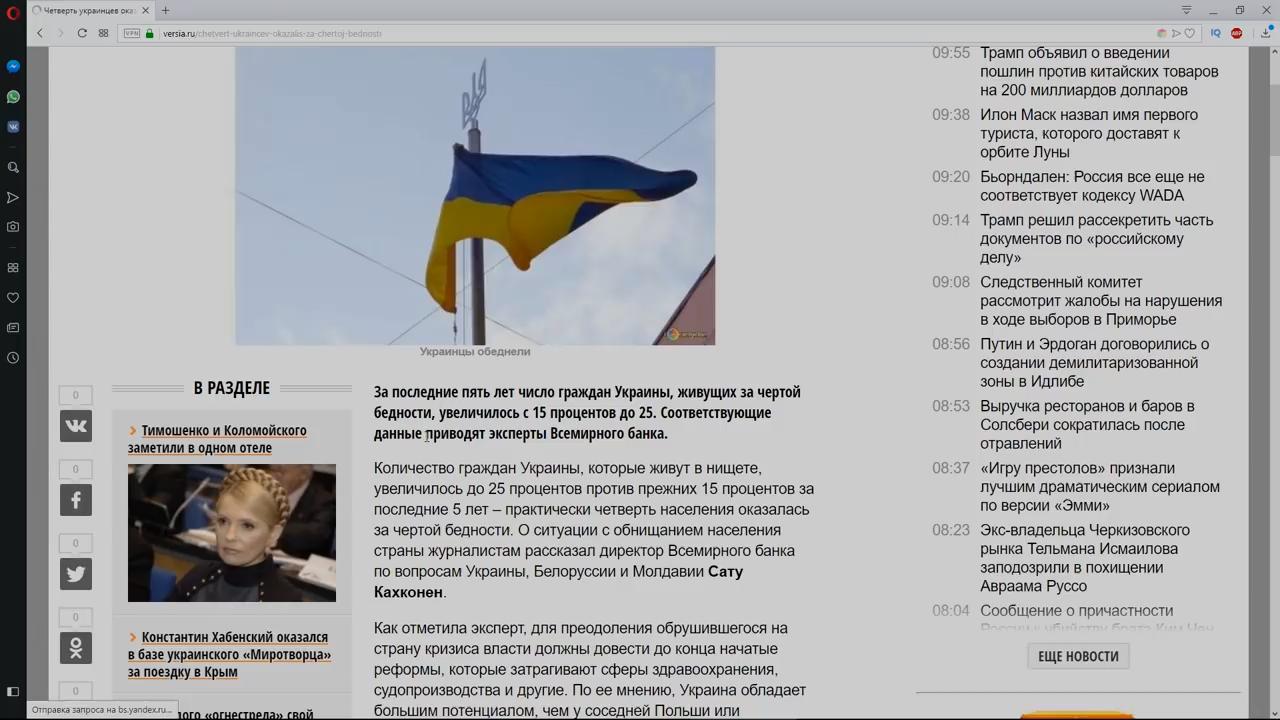 Четверть украинцев ока
VPN
versia.ru/chetvert-ukraincev-okazalis-za-chertoj-bednosti
IQ
ABP
Украинцы обеднели
В РАЗДЕЛЕ
Тимошенко и Коломойского
заметили в одном отеле
Константин Хабенский оказался
в базе украинского «Миротворца»
за поездку в Крым
«огнестрела» свой
0
0
0
0
0
За последние пять лет число граждан Украины, живущих за чертой
бедности, увеличилось с 15 процентов до 25. Соответствующие
данные приводят эксперты Всемирного банка.
Количество граждан Украины, которые живут в нищете,
увеличилось до 25 процентов против прежних 15 процентов за
последние 5 лет – практически четверть населения оказалась
за чертой бедности. О ситуации с обнищанием населения
страны журналистам рассказал директор Всемирного банка
по вопросам Украины, Белоруссии и Молдавии Сату
Кахконен.
Как отметила эксперт, для преодоления обрушившегося на
страну кризиса власти должны довести до конца начатые
реформы, которые затрагивают сферы здравоохранения,
судопроизводства и другие. По ее мнению, Украина обладает
большим потенциалом, чем у соседней Польши или
09:55 Трамп объявил о введении
пошлин против китайских товаров
на 200 миллиардов долларов
09:38 Илон Маск назвал имя первого
туриста, которого доставят к
орбите Луны
09:20 Бьорндален: Россия все еще не
соответствует кодексу WADA
09:14 Трамп решил рассекретить часть
документов по «российскому
делу»
09:08 Следственный комитет
рассмотрит жалобы на нарушения
в ходе выборов в Приморье
08:56 Путин и Эрдоган договорились о
создании демилитаризованной
зоны в Идлибе
08:53 Выручка ресторанов и баров в
Солсбери сократилась после
отравлений
08:37 «Игру престолов» признали
лучшим драматическим сериалом
по версии «Эмми»
08:23 Экс-владельца Черкизовского
рынка Тельмана Исмаилова
заподозрили в похищении
Авраама Руссо
08:04 Сообщение о причастности
России к убийству брата Ким Чен
ЕЩЕ НОВОСТИ
Отправка запроса на bs.yandex.ru...